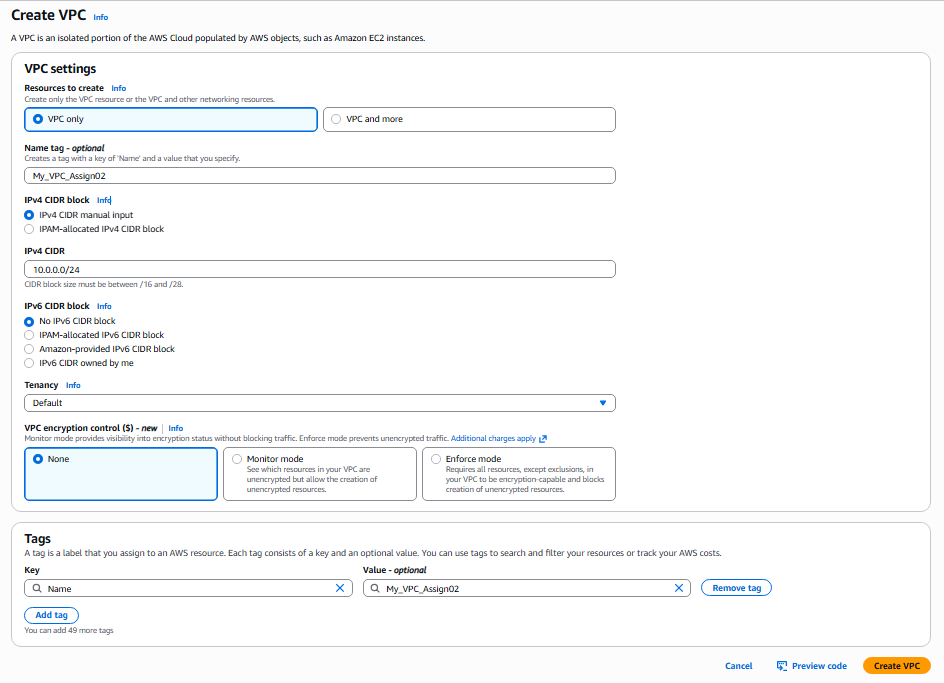 Create VPC Info
A VPC is an isolated portion of the AWS Cloud populated by AWS objects, such as Amazon EC2 instances.
VPC settings
Resources to create Info
Create only the VPC resource or the VPC and other networking resources.
VPC only
VPC and more
Name tag - optional
Creates a tag with a key of 'Name' and a value that you specify.
My_VPC_Assign02
IPv4 CIDR block Info
IPv4 CIDR manual input
IPAM-allocated IPv4 CIDR block
IPv4 CIDR
10.0.0.0/24
CIDR block size must be between /16 and /28.
IPv6 CIDR block Info
No IPv6 CIDR block
IPAM-allocated IPv6 CIDR block
Amazon-provided IPv6 CIDR block
IPv6 CIDR owned by me
Tenancy Info
Default
VPC encryption control ($) - new | Info
Monitor mode provides visibility into encryption status without blocking traffic. Enforce mode prevents unencrypted traffic. Additional charges apply
None
Monitor mode
See which resources in your VPC are
unencrypted but allow the creation of
unencrypted resources.
Enforce mode
Requires all resources, except exclusions, in
your VPC to be encryption-capable and blocks
creation of unencrypted resources.
Tags
A tag is a label that you assign to an AWS resource. Each tag consists of a key and an optional value. You can use tags to search and filter your resources or track your AWS costs.
Key
Value - optional
Name
My_VPC_Assign02
Remove tag
Add tag
You can add 49 more tags
Cancel
Preview code
Create VPC